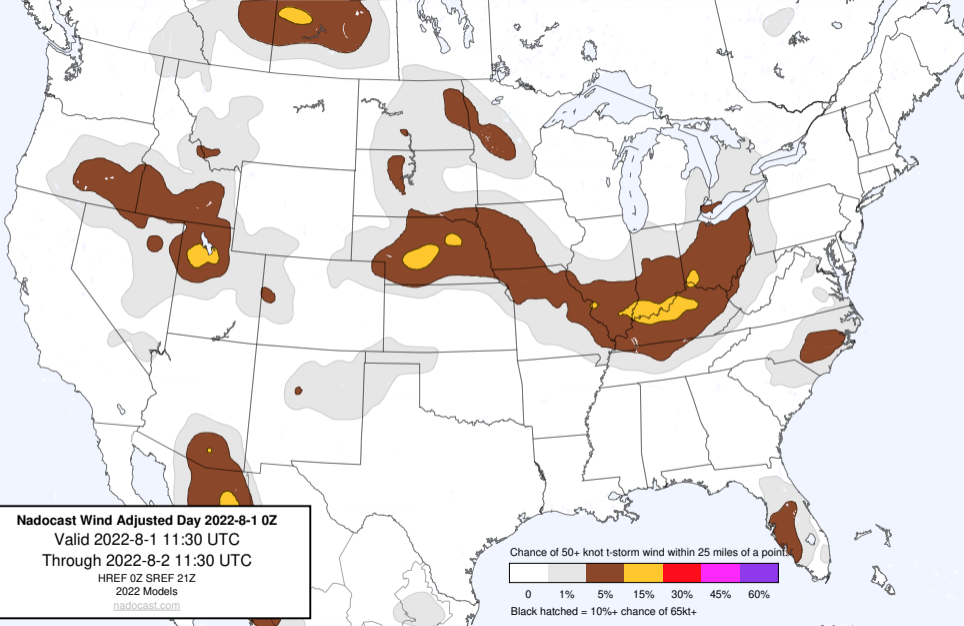 Nadocast Wind Adjusted Day 2022-8-1 0Z
Valid 2022-8-1 11:30 UTC
Through 2022-8-2 11:30 UTC
HREF 0Z SREF 21Z
2022 Models
nadocast.com
Chance of 50+ knot t-storm wind within 25 miles of a point.
0 1% 5% 15% 30% 45% 60%
Black hatched = 10%+ chance of 65kt+